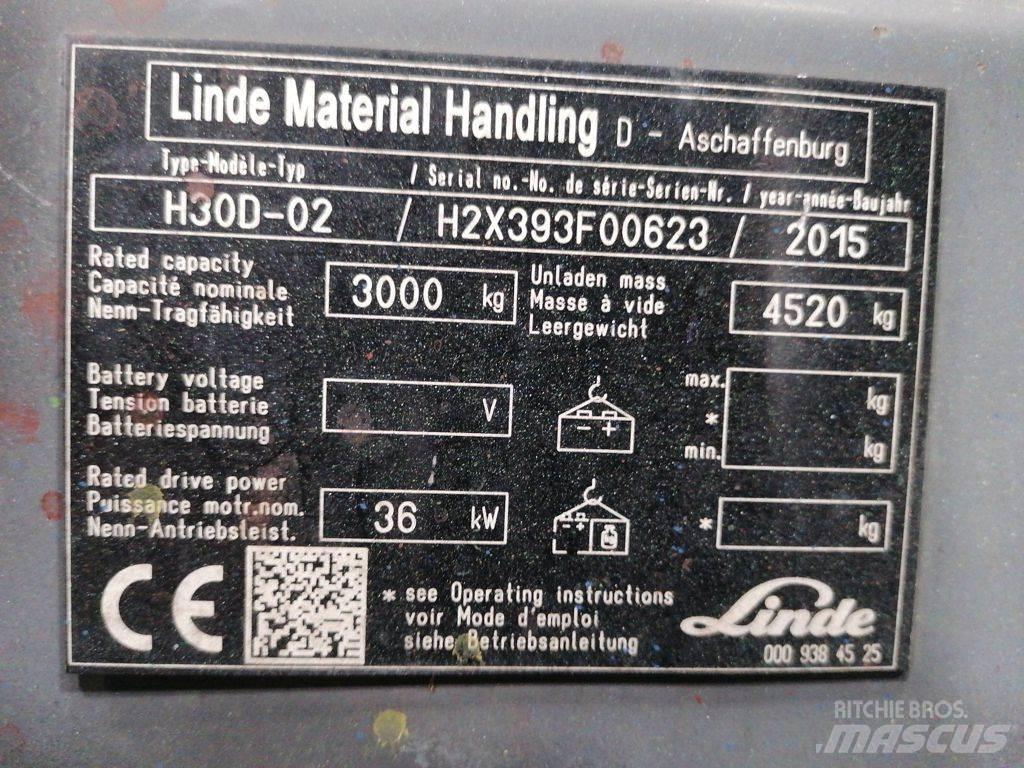 Linde Material Handling D - Aschaffenburg
Type-Modèle-Typ / Serial no.-No. de série-Serien-Nr. / year-année-Baujahr
H30D-02 / H2X393F00623 / 2015
Rated capacity
Capacité nominale
Nenn-Tragfähigkeit
3000 kg
Unladen mass
Masse à vide
Leergewicht
4520 kg
Battery voltage
Tension batterie
Batteriespannung
V
- +
max. kg
*
min. kg
Rated drive power
Puissance motr.nom.
Nenn-Antriebsleist.
36 kW
- +
* kg
CE
* see Operating instructions
voir Mode d'emploi
siehe Betriebsanleitung
Linde
000 938 45 25
RITCHIE BROS.
MASCUS